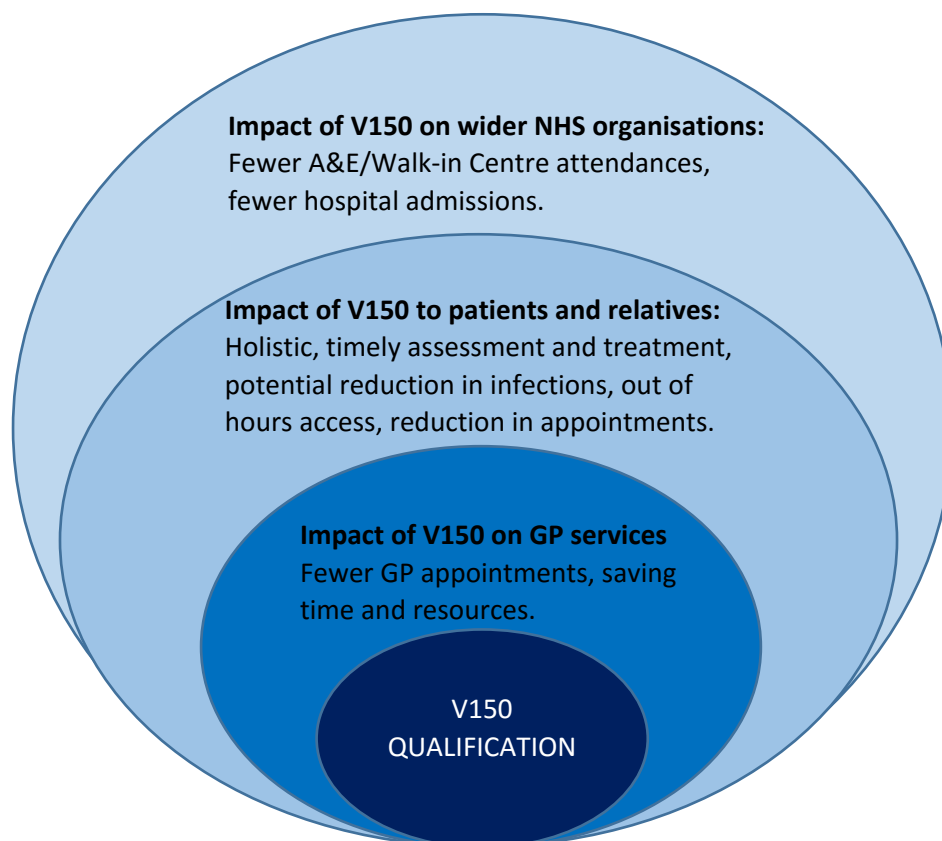 Impact of V150 on wider NHS organisations:
Fewer A&E/Walk-in Centre attendances,
fewer hospital admissions.
Impact of V150 to patients and relatives:
Holistic, timely assessment and treatment,
potential reduction in infections, out of
hours access, reduction in appointments.
Impact of V150 on GP services
Fewer GP appointments, saving
time and resources.
V150
QUALIFICATION